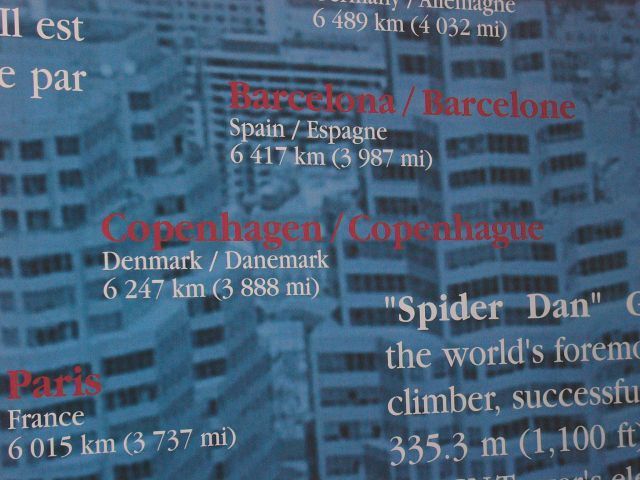 Il est
e par
Germany / Allemagne
6 489 km (4 032 mi)
Barcelona / Barcelone
Spain / Espagne
6 417 km (3 987 mi)
Copenhagen / Copenhague
Denmark / Danemark
6 247 km (3 888 mi)
Paris
France
6 015 km (3 737 mi)
"Spider Dan" G
the world's foremo
climber, successfu
335.3 m (1,100 ft)